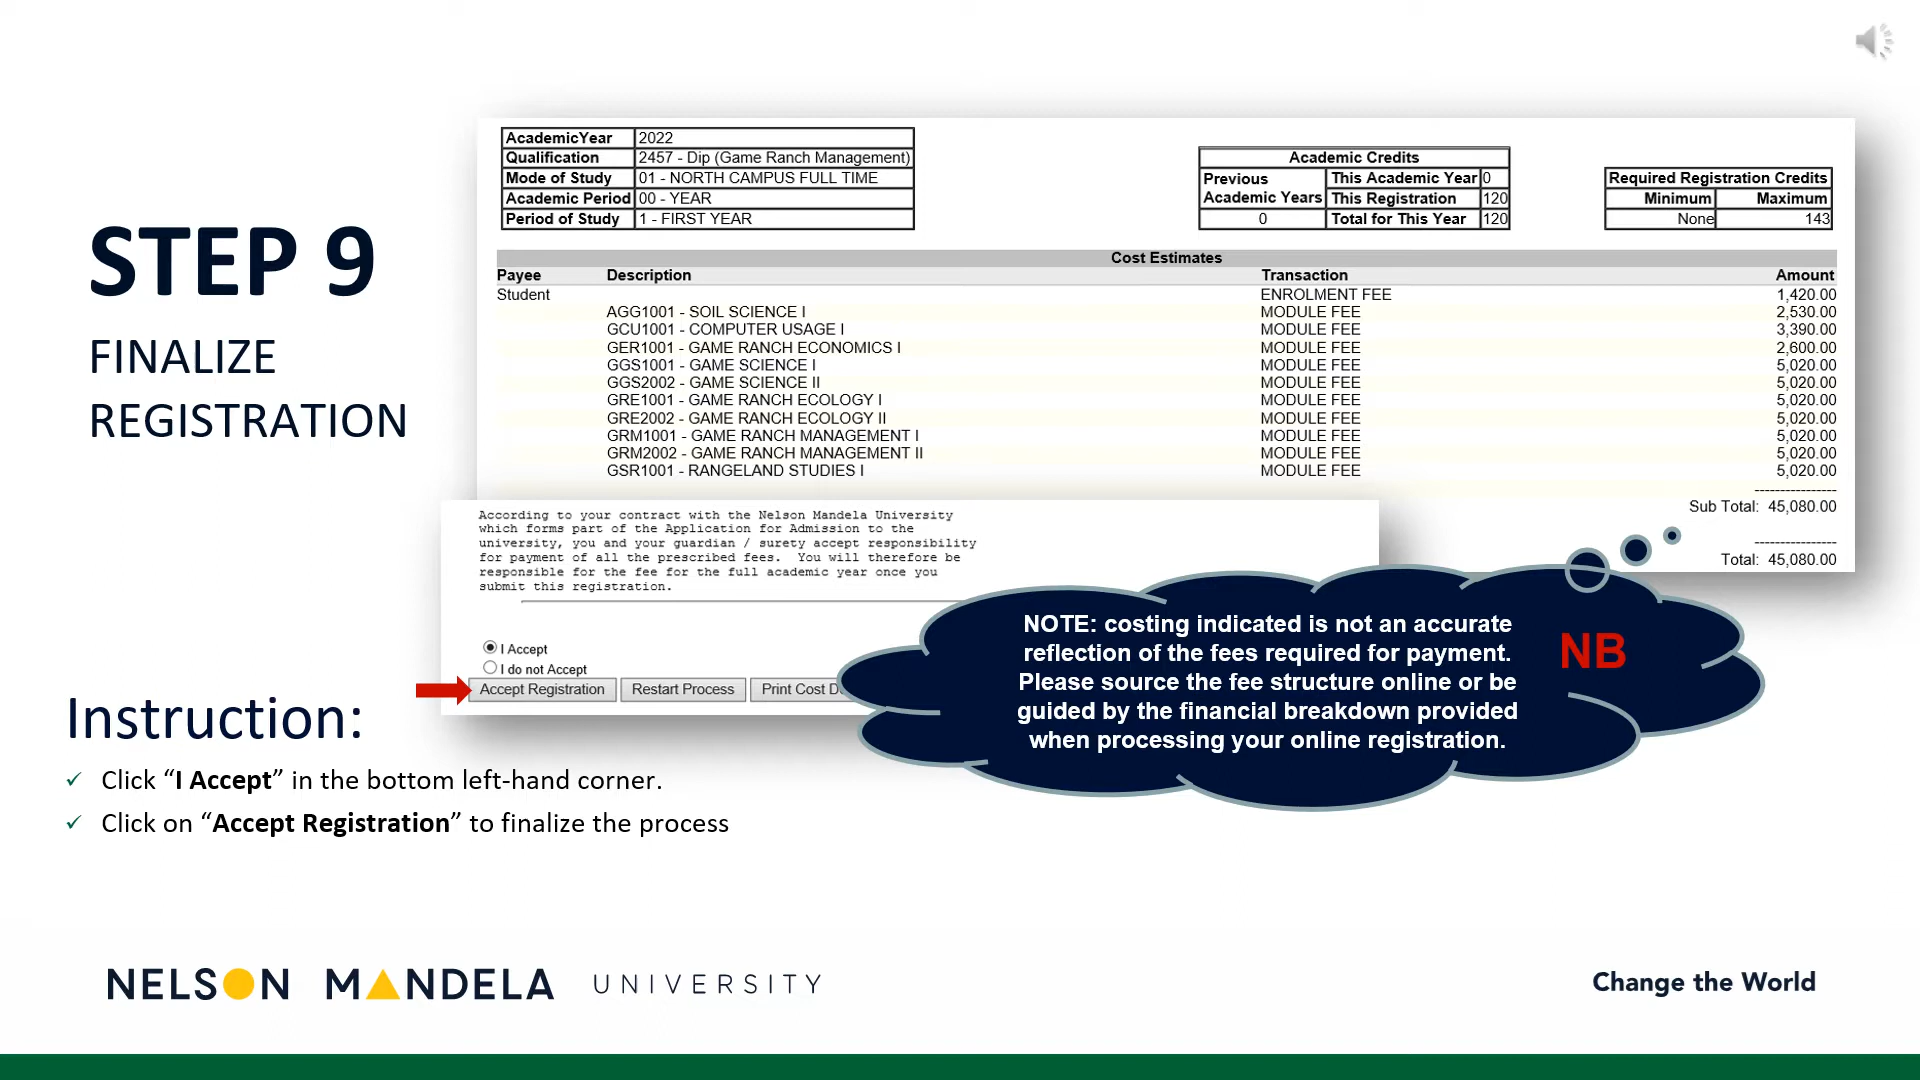 STEP 9
FINALIZE
REGISTRATION
AcademicYear 2022
Qualification 2457 - Dip (Game Ranch Management)
Mode of Study 01 - NORTH CAMPUS FULL TIME
Academic Period 00 - YEAR
Period of Study 1 - FIRST YEAR
Academic Credits
Previous Academic Years This Academic Year 0
This Registration 120
0 Total for This Year 120
Required Registration Credits
Minimum Maximum
None 143
Cost Estimates
Payee Description Transaction Amount
Student ENROLMENT FEE 1,420.00
AGG1001 - SOIL SCIENCE I MODULE FEE 2,530.00
GCU1001 - COMPUTER USAGE I MODULE FEE 3,390.00
GER1001 - GAME RANCH ECONOMICS I MODULE FEE 2,600.00
GGS1001 - GAME SCIENCE I MODULE FEE 5,020.00
GGS2002 - GAME SCIENCE II MODULE FEE 5,020.00
GRE1001 - GAME RANCH ECOLOGY I MODULE FEE 5,020.00
GRE2002 - GAME RANCH ECOLOGY II MODULE FEE 5,020.00
GRM1001 - GAME RANCH MANAGEMENT I MODULE FEE 5,020.00
GRM2002 - GAME RANCH MANAGEMENT II MODULE FEE 5,020.00
GSR1001 - RANGELAND STUDIES I MODULE FEE 5,020.00
----------------
Sub Total: 45,080.00
----------------
Total: 45,080.00
According to your contract with the Nelson Mandela University
which forms part of the Application for Admission to the
university, you and your guardian / surety accept responsibility
for payment of all the prescribed fees. You will therefore be
responsible for the fee for the full academic year once you
submit this registration.
I Accept
I do not Accept
Accept Registration Restart Process Print Cost
NOTE: costing indicated is not an accurate
reflection of the fees required for payment.
Please source the fee structure online or be
guided by the financial breakdown provided
when processing your online registration.
NB
Instruction:
✓ Click “I Accept” in the bottom left-hand corner.
✓ Click on “Accept Registration” to finalize the process
NELSON MANDELA UNIVERSITY
Change the World